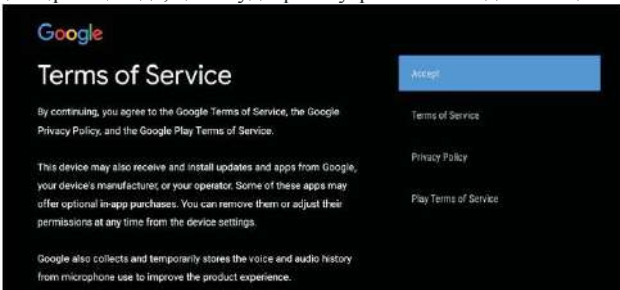 Google
Terms of Service
By continuing, you agree to the Google Terms of Service, the Google
Privacy Policy, and the Google Play Terms of Service.
This device may also receive and install updates and apps from Google,
your device's manufacturer, or your operator. Some of these apps may
offer optional in-app purchases. You can remove them or adjust their
permissions at any time from the device settings.
Google also collects and temporarily stores the voice and audio history
from microphone use to improve the product experience.
Accept
Terms of Service
Privacy Policy
Play Terms of Service